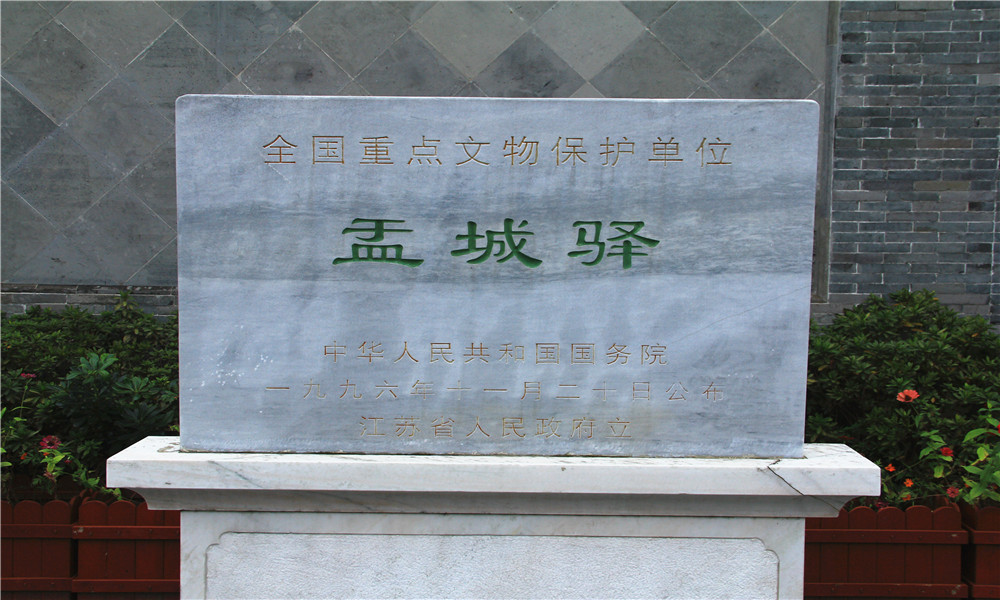 全国重点文物保护单位
盂城驿
中华人民共和国国务院
一九九六年十一月二十日公布
江苏省人民政府立